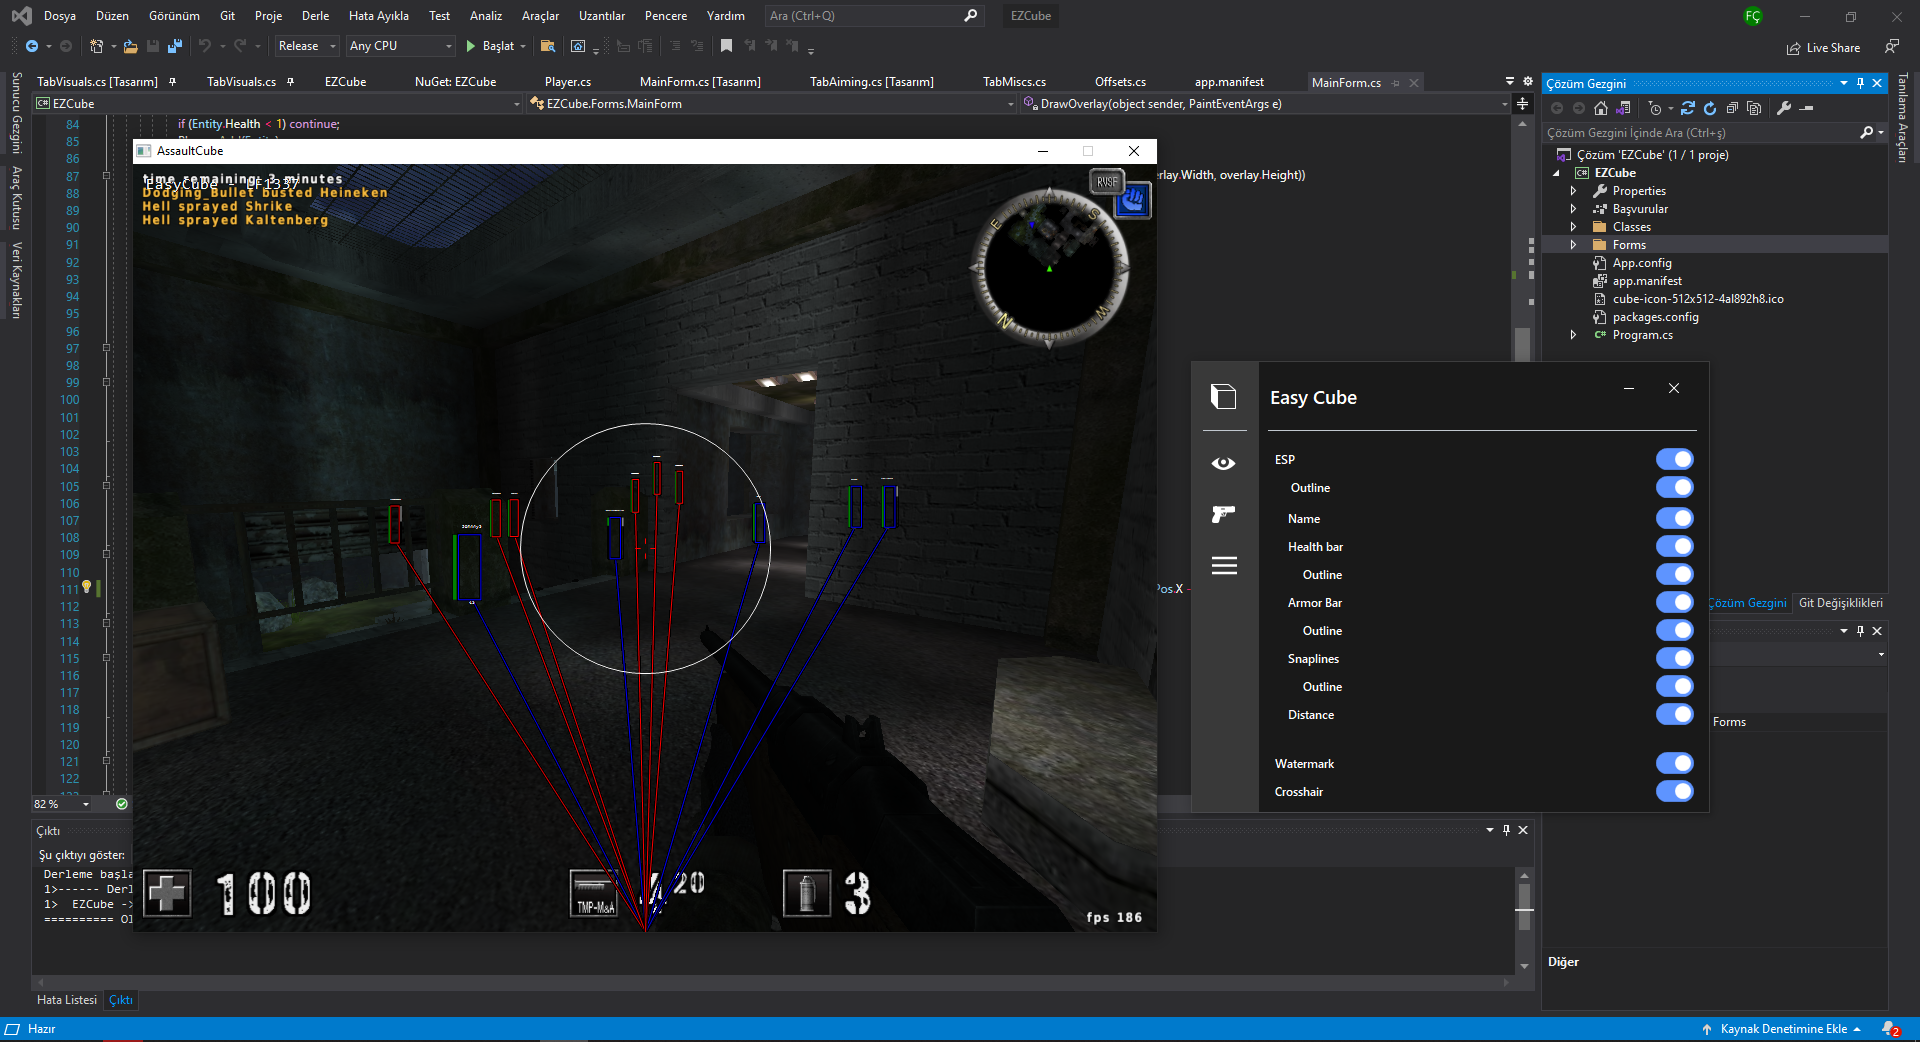 Dosya Düzen Görünüm Git Proje Derle Hata Ayıkla Test Analiz Araçlar Uzantılar Pencere Yardım Ara (Ctrl+Q) EZCube FÇ
Release Any CPU Başlat Live Share
TabVisuals.cs [Tasarım] TabVisuals.cs EZCube NuGet: EZCube Player.cs MainForm.cs [Tasarım] TabAiming.cs [Tasarım] TabMiscs.cs Offsets.cs app.manifest MainForm.cs
EZCube EZCube.Forms.MainForm DrawOverlay(object sender, PaintEventArgs e)
Sunucu Gezgini
Araç Kutusu
Veri Kaynakları
84 if (Entity.Health < 1) continue;
85
86
87 rlay.Width, overlay.Height))
88
89
90
91
92
93
94
95
96
97
98
99
100
101
102
103
104
105
106
107
108
109
110
111 Pos.X
112
113
114
115
116
117
118
119
120
121
122
82 %
AssaultCube
time remaining: 3 minutes
EasyCube - EF1337
Dodging_Bullet busted Heineken
Hell sprayed Shrike
Hell sprayed Kaltenberg
RVSF
E
S
N
W
100
TMP-M&A
20
3
fps 186
Easy Cube
ESP
Outline
Name
Health bar
Outline
Armor Bar
Outline
Snaplines
Outline
Distance
Watermark
Crosshair
Çözüm Gezgini
Çözüm Gezgini İçinde Ara (Ctrl+ş)
Çözüm 'EZCube' (1 / 1 proje)
EZCube
Properties
Başvurular
Classes
Forms
App.config
app.manifest
cube-icon-512x512-4al892h8.ico
packages.config
Program.cs
Tanılama Araçları
Çözüm Gezgini Git Değişiklikleri
Forms
Diğer
Çıktı
Şu çıktıyı göster:
Derleme başla
1>------ Derl
1> EZCube ->
========== Ol
Hata Listesi Çıktı
Hazır Kaynak Denetimine Ekle 2